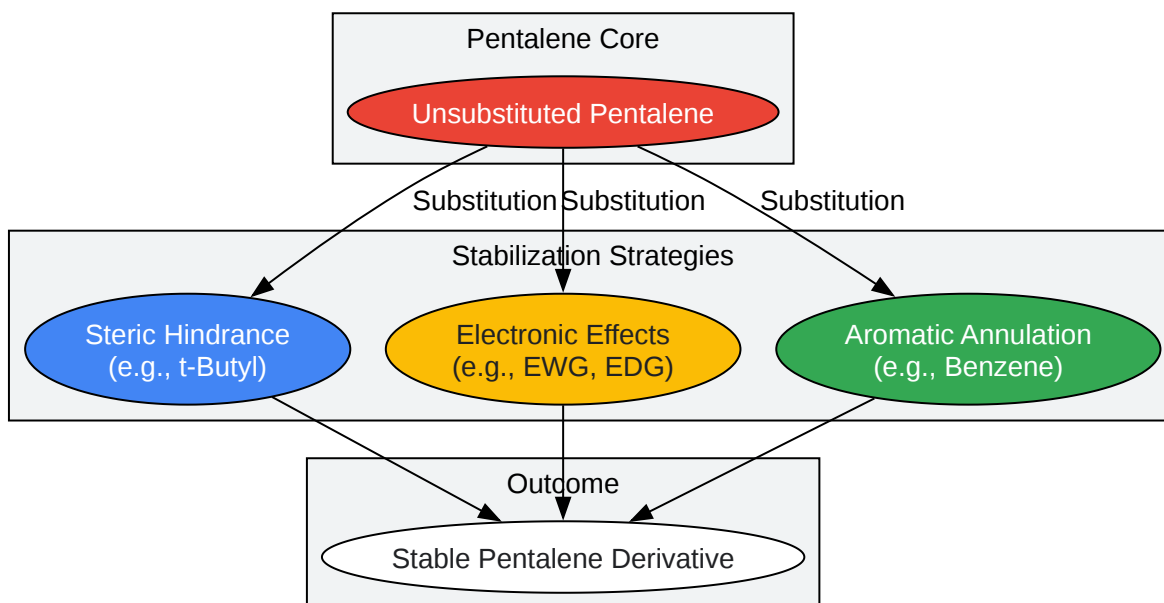 Pentalene Core
Unsubstituted Pentalene
Substitution
Substitution
Substitution
Stabilization Strategies
Steric Hindrance
(e.g., t-Butyl)
Electronic Effects
(e.g., EWG, EDG)
Aromatic Annulation
(e.g., Benzene)
Outcome
Stable Pentalene Derivative